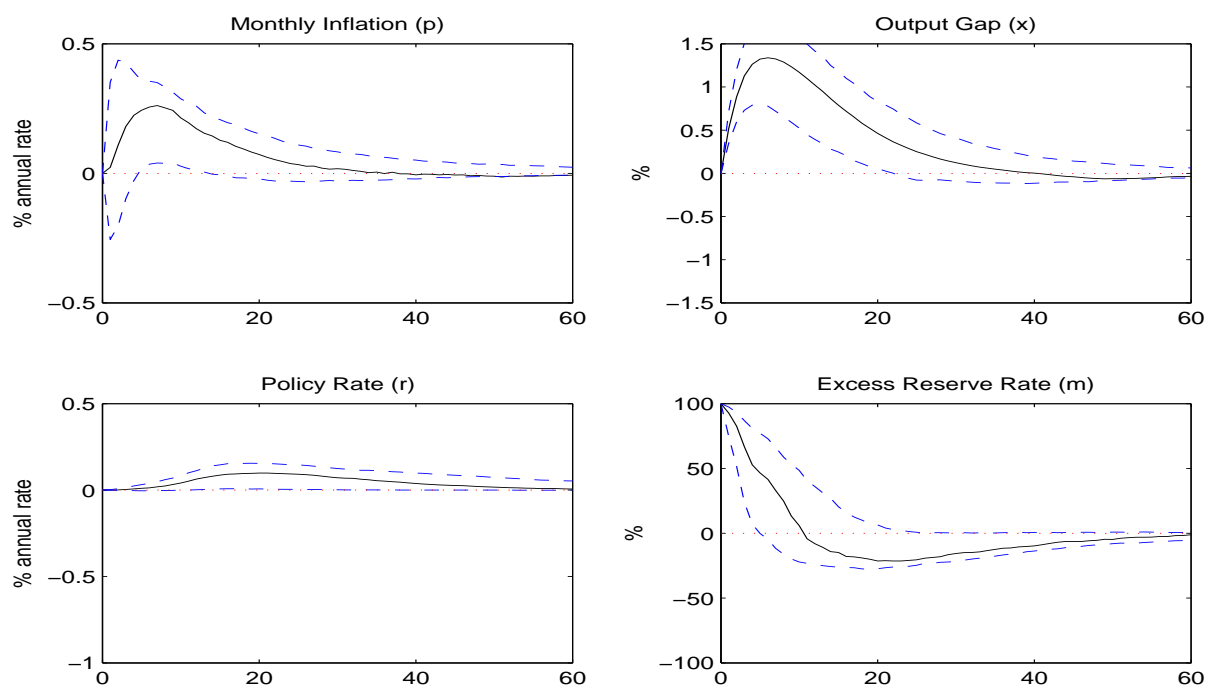 Monthly Inflation (p)
0.5
0
−0.5
% annual rate
0 20 40 60
Output Gap (x)
1.5
1
0.5
0
−0.5
−1
−1.5
%
0 20 40 60
Policy Rate (r)
0.5
0
−0.5
−1
% annual rate
0 20 40 60
Excess Reserve Rate (m)
100
50
0
−50
−100
%
0 20 40 60